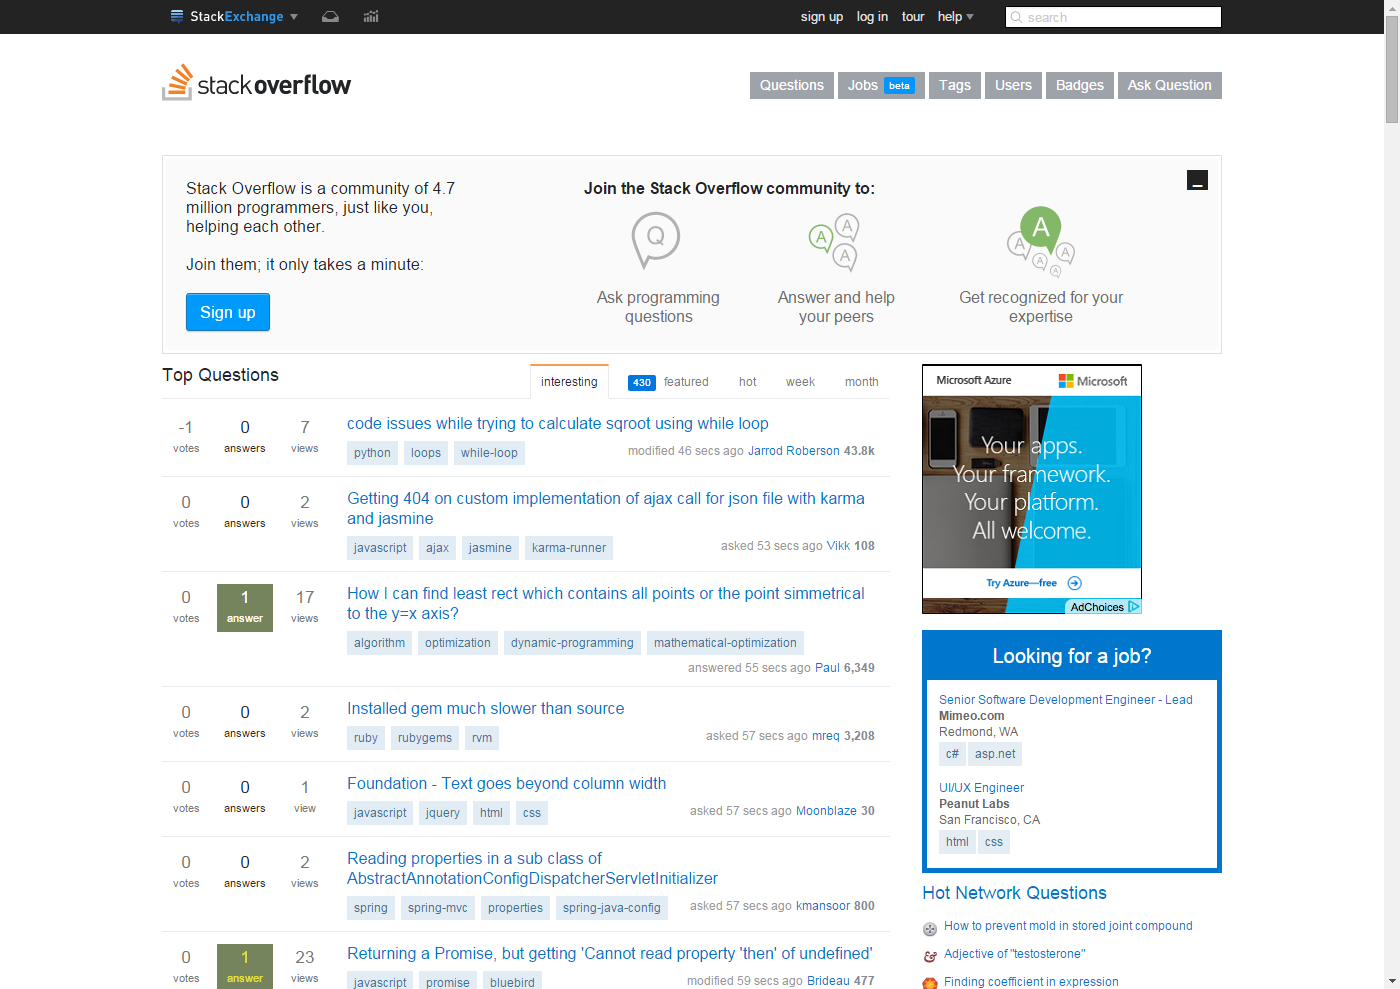 StackExchange
sign up log in tour help
search
stackoverflow
Questions
Jobs beta
Tags
Users
Badges
Ask Question
Stack Overflow is a community of 4.7
million programmers, just like you,
helping each other.
Join them; it only takes a minute:
Sign up
Join the Stack Overflow community to:
Q
A
A
A
A
A
A
A
A
Ask programming
questions
Answer and help
your peers
Get recognized for your
expertise
Top Questions
interesting
430 featured
hot
week
month
-1
votes
0
answers
7
views
code issues while trying to calculate sqroot using while loop
python loops while-loop
modified 46 secs ago Jarrod Roberson 43.8k
0
votes
0
answers
2
views
Getting 404 on custom implementation of ajax call for json file with karma
and jasmine
javascript ajax jasmine karma-runner
asked 53 secs ago Vikk 108
0
votes
1
answer
17
views
How I can find least rect which contains all points or the point simmetrical
to the y=x axis?
algorithm optimization dynamic-programming mathematical-optimization
answered 55 secs ago Paul 6,349
0
votes
0
answers
2
views
Installed gem much slower than source
ruby rubygems rvm
asked 57 secs ago mreq 3,208
0
votes
0
answers
1
view
Foundation - Text goes beyond column width
javascript jquery html css
asked 57 secs ago Moonblaze 30
0
votes
0
answers
2
views
Reading properties in a sub class of
AbstractAnnotationConfigDispatcherServletInitializer
spring spring-mvc properties spring-java-config
asked 57 secs ago kmansoor 800
0
votes
1
answer
23
views
Returning a Promise, but getting 'Cannot read property 'then' of undefined'
javascript promise bluebird
modified 59 secs ago Brideau 477
Microsoft Azure
Microsoft
Your apps.
Your framework.
Your platform.
All welcome.
Try Azure—free
AdChoices
Looking for a job?
Senior Software Development Engineer - Lead
Mimeo.com
Redmond, WA
c# asp.net
UI/UX Engineer
Peanut Labs
San Francisco, CA
html css
Hot Network Questions
How to prevent mold in stored joint compound
Adjective of "testosterone"
Finding coefficient in expression